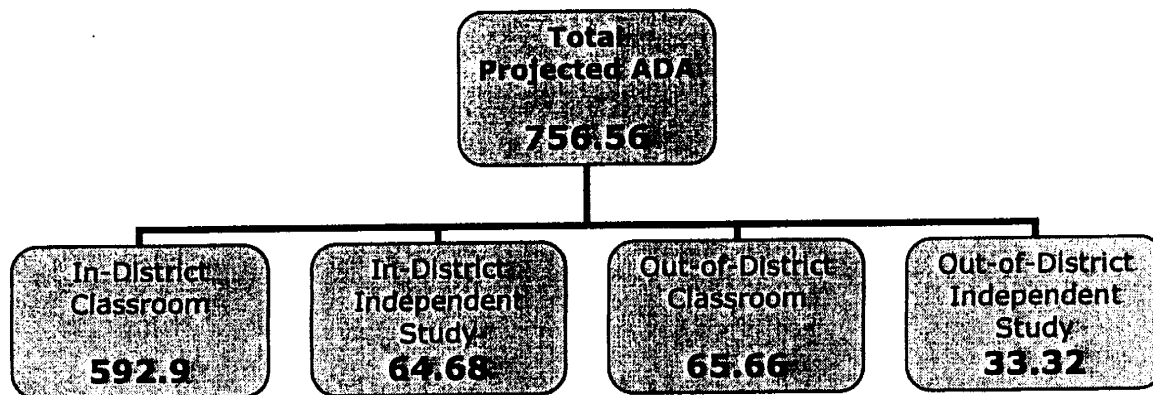 Total
Projected ADA
756.56
In-District
Classroom
592.9
In-District
Independent
Study
64.68
Out-of-District
Classroom
65.66
Out-of-District
Independent
Study
33.32